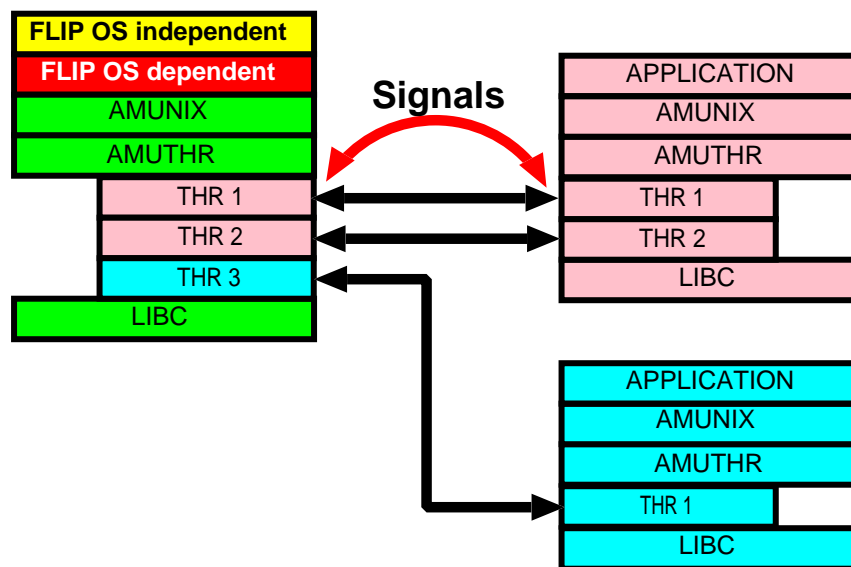 FLIP OS independent
FLIP OS dependent
AMUNIX
AMUTHR
THR 1
THR 2
THR 3
LIBC
Signals
APPLICATION
AMUNIX
AMUTHR
THR 1
THR 2
LIBC
APPLICATION
AMUNIX
AMUTHR
THR 1
LIBC